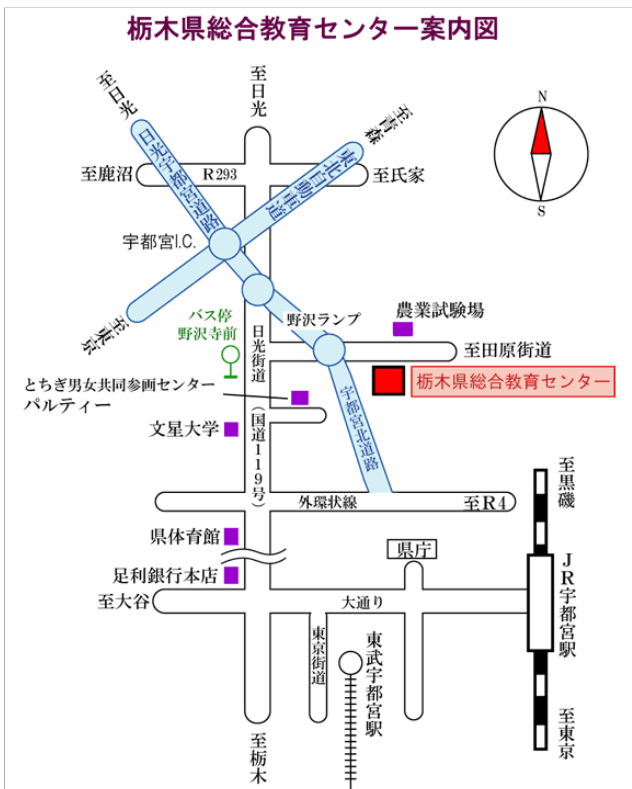 栃木県総合教育センター案内図
至日光
至日光
至青森
N
S
日光宇都宮道路
東北自動車道
至鹿沼
R293
至氏家
宇都宮I.C.
至東京
バス停
野沢寺前
日光街道
(国道119号)
野沢ランプ
農業試験場
至田原街道
栃木県総合教育センター
とちぎ男女共同参画センター
パルティー
文星大学
宇都宮北道路
外環状線
至R4
至黒磯
県体育館
県庁
足利銀行本店
至大谷
大通り
JR宇都宮駅
東京街道
東武宇都宮駅
至栃木
至東京